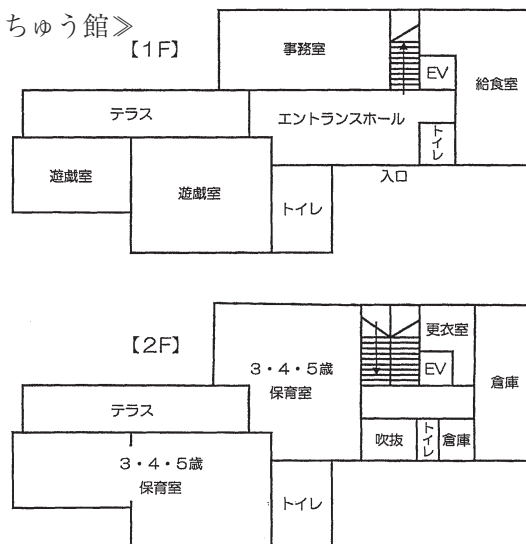 ちゅう館≫
【1F】
事務室
EV
給食室
テラス
エントランスホール
トイレ
遊戯室
遊戯室
トイレ
入口
【2F】
更衣室
3・4・5歳
保育室
EV
倉庫
テラス
吹抜
トイレ
倉庫
3・4・5歳
保育室
トイレ